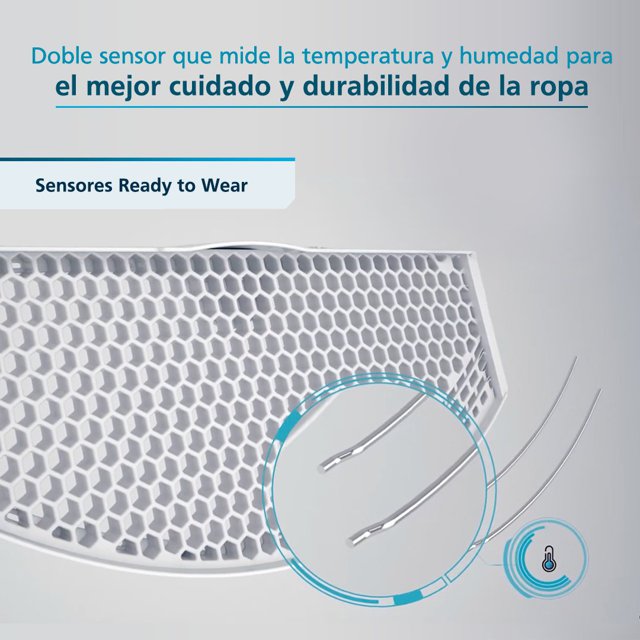 Doble sensor que mide la temperatura y humedad para
el mejor cuidado y durabilidad de la ropa
Sensores Ready to Wear